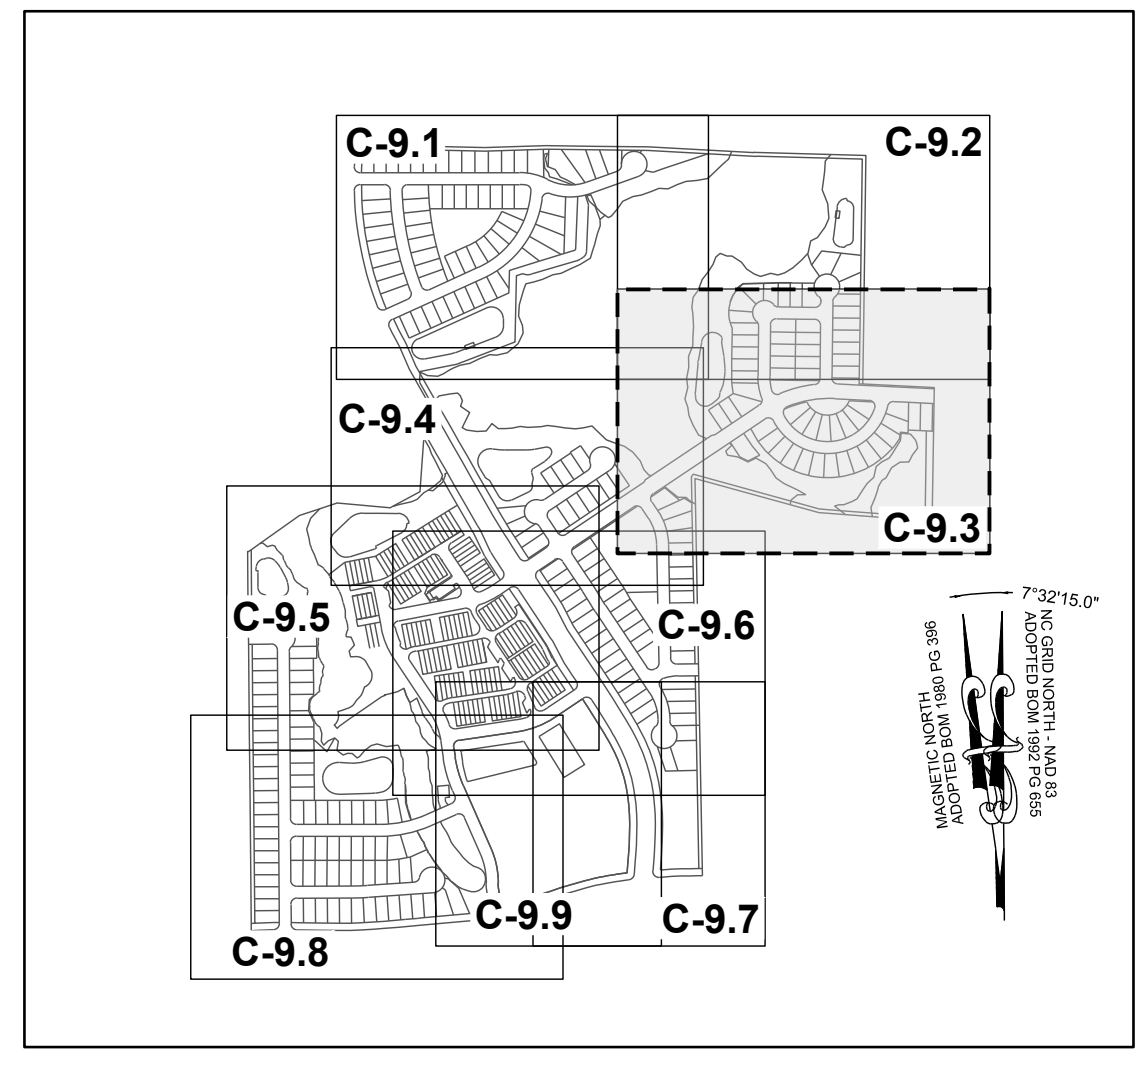 C-9.1
C-9.2
C-9.4
C-9.3
C-9.5
C-9.6
7°32'15.0"
NC GRID NORTH - NAD 83
ADOPTED BOM 1992 PG 655
MAGNETIC NORTH
ADOPTED BOM 1980 PG 396
C-9.9
C-9.7
C-9.8